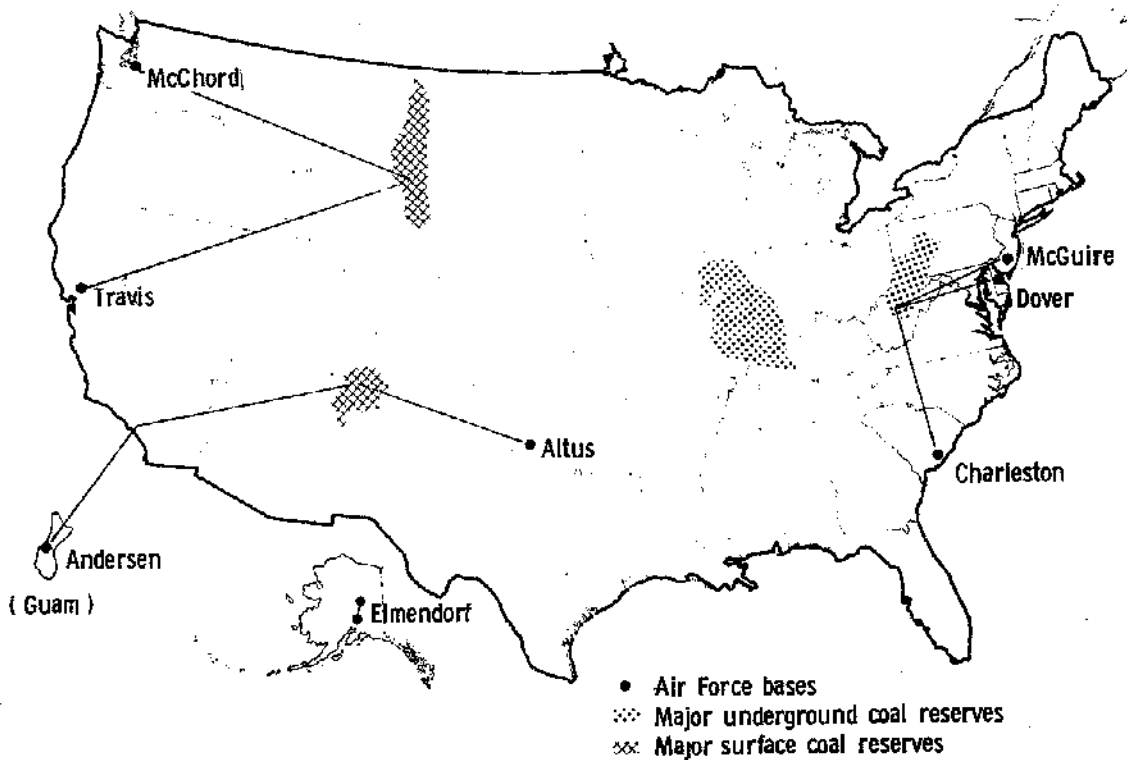 McChord
McGuire
Dover
Travis
Altus
Charleston
Andersen
( Guam )
Elmendorf
Air Force bases
Major underground coal reserves
Major surface coal reserves